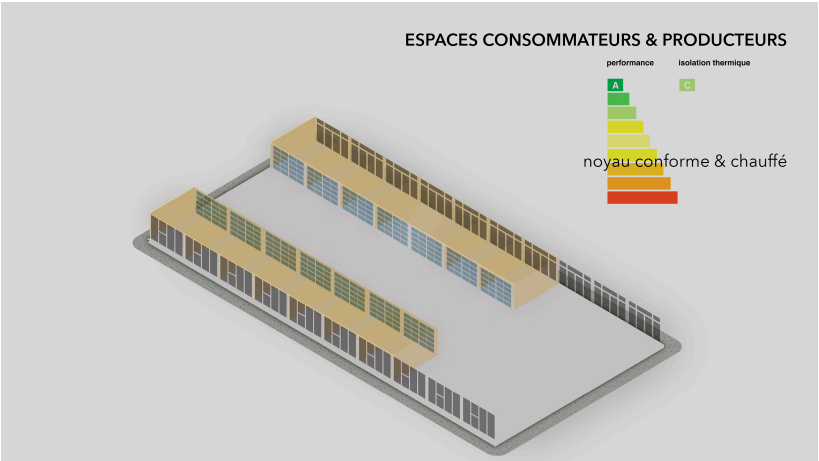 ESPACES CONSOMMATEURS & PRODUCTEURS
performance isolation thermique
A C
noyau conforme & chauffé